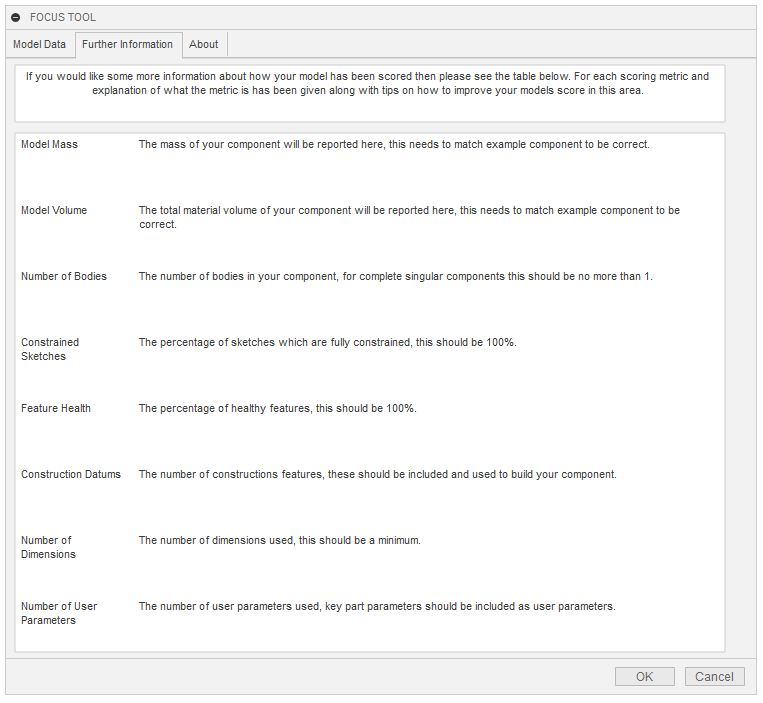 FOCUS TOOL
Model Data
Further Information
About
If you would like some more information about how your model has been scored then please see the table below. For each scoring metric and
explanation of what the metric is has been given along with tips on how to improve your models score in this area.
Model Mass
The mass of your component will be reported here, this needs to match example component to be correct.
Model Volume
The total material volume of your component will be reported here, this needs to match example component to be
correct.
Number of Bodies
The number of bodies in your component, for complete singular components this should be no more than 1.
Constrained
Sketches
The percentage of sketches which are fully constrained, this should be 100%.
Feature Health
The percentage of healthy features, this should be 100%.
Construction Datums
The number of constructions features, these should be included and used to build your component.
Number of
Dimensions
The number of dimensions used, this should be a minimum.
Number of User
Parameters
The number of user parameters used, key part parameters should be included as user parameters.
OK
Cancel